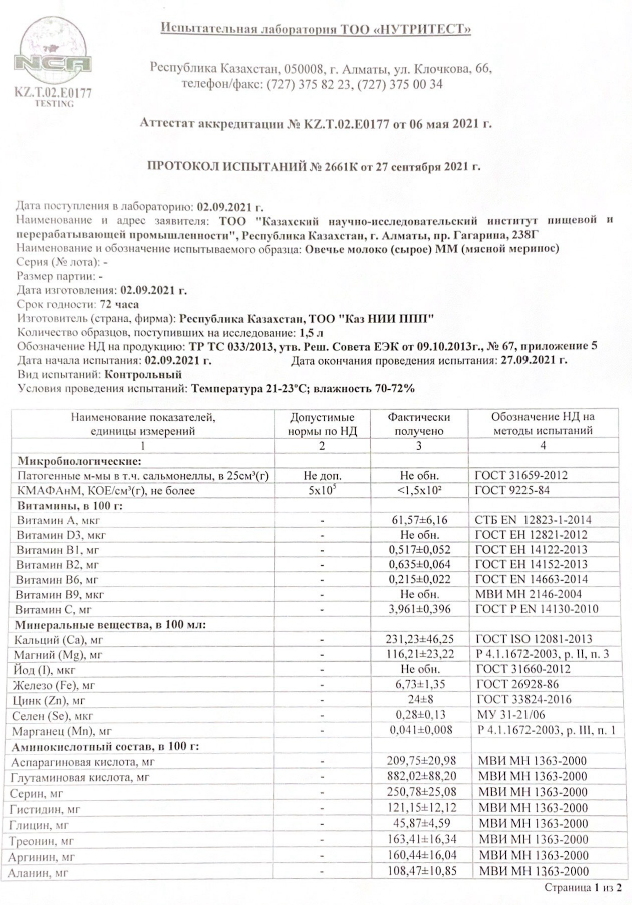 Испытательная лаборатория ТОО «НУТРИТЕСТ»
NCA
KZ.T.02.E0177
TESTING
Республика Казахстан, 050008, г. Алматы, ул. Клочкова, 66,
телефон/факс: (727) 375 82 23, (727) 375 00 34
Аттестат аккредитации № KZ.T.02.E0177 от 06 мая 2021 г.
ПРОТОКОЛ ИСПЫТАНИЙ № 2661К от 27 сентября 2021 г.
Дата поступления в лабораторию: 02.09.2021 г.
Наименование и адрес заявителя: ТОО "Казахский научно-исследовательский институт пищевой и
перерабатывающей промышленности", Республика Казахстан, г. Алматы, пр. Гагарина, 238Г
Наименование и обозначение испытываемого образца: Овечье молоко (сырое) ММ (мясной меринос)
Серия (№ лота): -
Размер партии: -
Дата изготовления: 02.09.2021 г.
Срок годности: 72 часа
Изготовитель (страна, фирма): Республика Казахстан, ТОО "Каз НИИ ППП"
Количество образцов, поступивших на исследование: 1,5 л
Обозначение НД на продукцию: ТР ТС 033/2013, утв. Реш. Совета ЕЭК от 09.10.2013г., № 67, приложение 5
Дата начала испытания: 02.09.2021 г. Дата окончания проведения испытания: 27.09.2021 г.
Вид испытаний: Контрольный
Условия проведения испытаний: Температура 21-23ºС; влажность 70-72%
Наименование показателей, Допустимые Фактически Обозначение НД на
единицы измерений нормы по НД получено методы испытаний
1 2 3 4
Микробиологические:
Патогенные м-мы в т.ч. сальмонеллы, в 25см³(г) Не доп. Не обн. ГОСТ 31659-2012
КМАФАнМ, КОЕ/см³(г), не более 5х10⁵ <1,5х10² ГОСТ 9225-84
Витамины, в 100 г:
Витамин А, мкг - 61,57±6,16 СТБ EN 12823-1-2014
Витамин D3, мкг - Не обн. ГОСТ ЕН 12821-2012
Витамин В1, мг - 0,517±0,052 ГОСТ ЕН 14122-2013
Витамин В2, мг - 0,635±0,064 ГОСТ ЕН 14152-2013
Витамин В6, мг - 0,215±0,022 ГОСТ EN 14663-2014
Витамин В9, мкг - Не обн. МВИ МН 2146-2004
Витамин С, мг - 3,961±0,396 ГОСТ Р EN 14130-2010
Минеральные вещества, в 100 мл:
Кальций (Са), мг - 231,23±46,25 ГОСТ ISO 12081-2013
Магний (Mg), мг - 116,21±23,22 Р 4.1.1672-2003, р. II, п. 3
Йод (I), мкг - Не обн. ГОСТ 31660-2012
Железо (Fe), мг - 6,73±1,35 ГОСТ 26928-86
Цинк (Zn), мг - 24±8 ГОСТ 33824-2016
Селен (Se), мкг - 0,28±0,13 МУ 31-21/06
Марганец (Mn), мг - 0,041±0,008 Р 4.1.1672-2003, р. III, п. 1
Аминокислотный состав, в 100 г:
Аспарагиновая кислота, мг - 209,75±20,98 МВИ МН 1363-2000
Глутаминовая кислота, мг - 882,02±88,20 МВИ МН 1363-2000
Серин, мг - 250,78±25,08 МВИ МН 1363-2000
Гистидин, мг - 121,15±12,12 МВИ МН 1363-2000
Глицин, мг - 45,87±4,59 МВИ МН 1363-2000
Треонин, мг - 163,41±16,34 МВИ МН 1363-2000
Аргинин, мг - 160,44±16,04 МВИ МН 1363-2000
Аланин, мг - 108,47±10,85 МВИ МН 1363-2000
Страница 1 из 2